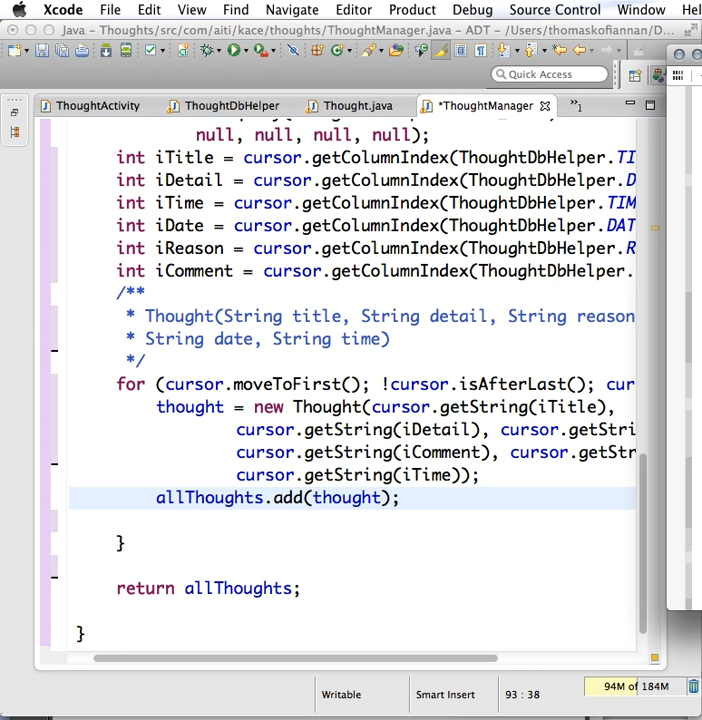 Xcode File Edit View Navigate Editor Product Debug Source Control Window Hel
Java – Thoughts/src/com/aiti/kace/thoughts/ThoughtManager.java – ADT – /Users/thomaskofiannan/D...
Quick Access
ThoughtActivity ThoughtDbHelper Thought.java *ThoughtManager »1
null, null, null, null);
int iTitle = cursor.getColumnIndex(ThoughtDbHelper.TI
int iDetail = cursor.getColumnIndex(ThoughtDbHelper.D
int iTime = cursor.getColumnIndex(ThoughtDbHelper.TIM
int iDate = cursor.getColumnIndex(ThoughtDbHelper.DAT
int iReason = cursor.getColumnIndex(ThoughtDbHelper.R
int iComment = cursor.getColumnIndex(ThoughtDbHelper.
/**
* Thought(String title, String detail, String reason
* String date, String time)
*/
for (cursor.moveToFirst(); !cursor.isAfterLast(); cur
thought = new Thought(cursor.getString(iTitle),
cursor.getString(iDetail), cursor.getStri
cursor.getString(iComment), cursor.getStr
cursor.getString(iTime));
allThoughts.add(thought);
}
return allThoughts;
}
Writable Smart Insert 93 : 38 94M of 184M